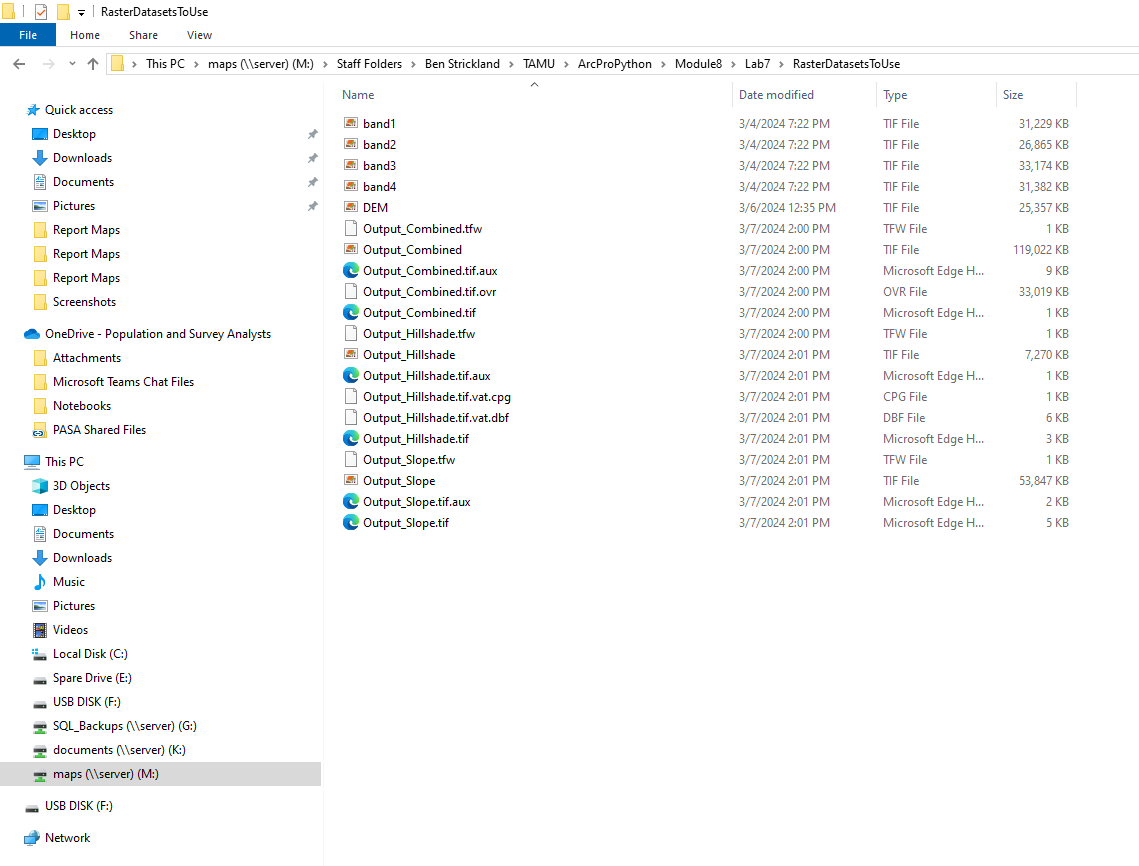 RasterDatasetsToUse
File Home Share View
This PC maps (\\server) (M:) Staff Folders Ben Strickland TAMU ArcProPython Module8 Lab7 RasterDatasetsToUse
Quick access
Desktop
Downloads
Documents
Pictures
Report Maps
Report Maps
Report Maps
Screenshots
OneDrive - Population and Survey Analysts
Attachments
Microsoft Teams Chat Files
Notebooks
PASA Shared Files
This PC
3D Objects
Desktop
Documents
Downloads
Music
Pictures
Videos
Local Disk (C:)
Spare Drive (E:)
USB DISK (F:)
SQL_Backups (\\server) (G:)
documents (\\server) (K:)
maps (\\server) (M:)
USB DISK (F:)
Network
Name Date modified Type Size
band1 3/4/2024 7:22 PM TIF File 31,229 KB
band2 3/4/2024 7:22 PM TIF File 26,865 KB
band3 3/4/2024 7:22 PM TIF File 33,174 KB
band4 3/4/2024 7:22 PM TIF File 31,382 KB
DEM 3/6/2024 12:35 PM TIF File 25,357 KB
Output_Combined.tfw 3/7/2024 2:00 PM TFW File 1 KB
Output_Combined 3/7/2024 2:00 PM TIF File 119,022 KB
Output_Combined.tif.aux 3/7/2024 2:00 PM Microsoft Edge H... 9 KB
Output_Combined.tif.ovr 3/7/2024 2:00 PM OVR File 33,019 KB
Output_Combined.tif 3/7/2024 2:00 PM Microsoft Edge H... 1 KB
Output_Hillshade.tfw 3/7/2024 2:00 PM TFW File 1 KB
Output_Hillshade 3/7/2024 2:01 PM TIF File 7,270 KB
Output_Hillshade.tif.aux 3/7/2024 2:01 PM Microsoft Edge H... 1 KB
Output_Hillshade.tif.vat.cpg 3/7/2024 2:01 PM CPG File 1 KB
Output_Hillshade.tif.vat.dbf 3/7/2024 2:01 PM DBF File 6 KB
Output_Hillshade.tif 3/7/2024 2:01 PM Microsoft Edge H... 3 KB
Output_Slope.tfw 3/7/2024 2:01 PM TFW File 1 KB
Output_Slope 3/7/2024 2:01 PM TIF File 53,847 KB
Output_Slope.tif.aux 3/7/2024 2:01 PM Microsoft Edge H... 2 KB
Output_Slope.tif 3/7/2024 2:01 PM Microsoft Edge H... 5 KB